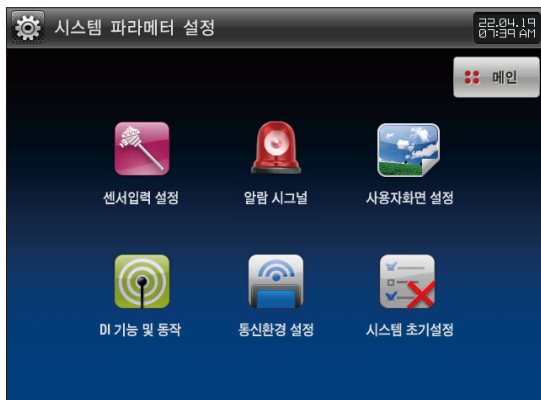 시스템 파라메터 설정
22.04.19
07:39 AM
메인
센서입력 설정
알람 시그널
사용자화면 설정
DI 기능 및 동작
통신환경 설정
시스템 초기설정